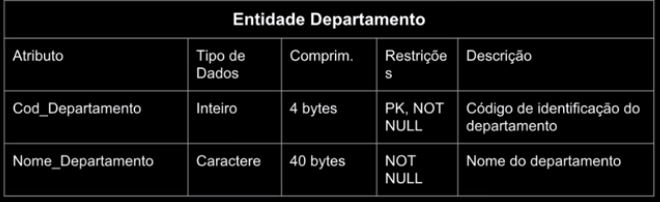 Entidade Departamento
Atributo Tipo de Dados Comprim. Restrições Descrição
Cod_Departamento Inteiro 4 bytes PK, NOT NULL Código de identificação do departamento
Nome_Departamento Caractere 40 bytes NOT NULL Nome do departamento